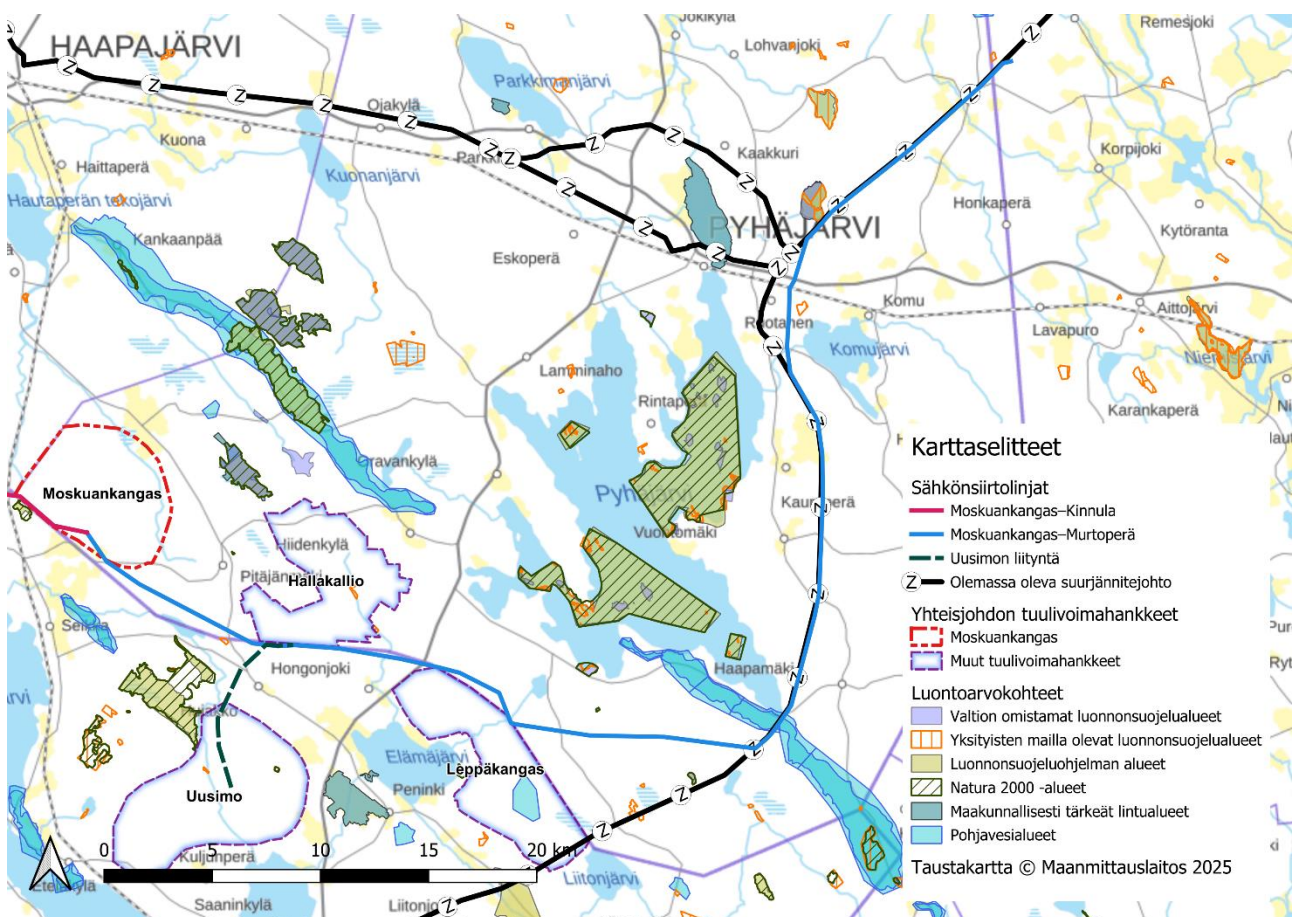 Jokikylä
Remesjoki
HAAPAJÄRVI
Lohvanjoki
Parkkimanjärvi
Ojakylä
Kuona
Kaakkuri
Korpijoki
Haittaperä
Kuonanjärvi
Hautaperän tekojärvi
Honkaperä
Kankaanpää
PYHÄJÄRVI
Kytöranta
Eskoperä
Komu
Aittojärvi
Ruotanen
Lavapuro
Komujärvi
Lamminaho
Rintaperä
Karankaperä
Karttaselitteet
Oravankylä
Sähkönsiirtolinjat
Moskuankangas
Pyhäjärvi
Moskuankangas–Kinnula
Vuohtomäki
Moskuankangas–Murtoperä
Hiidenkylä
Uusimon liityntä
Pitäjänmäki
Hallakallio
Olemassa oleva suurjännitejohto
Yhteisjohdon tuulivoimahankkeet
Moskuankangas
Hongonjoki
Haapamäki
Muut tuulivoimahankkeet
Luontoarvokohteet
Valtion omistamat luonnonsuojelualueet
Yksityisten mailla olevat luonnonsuojelualueet
Elämäjärvi
Leppäkangas
Luonnonsuojeluohjelman alueet
Uusimo
Peninki
Natura 2000 -alueet
Maakunnallisesti tärkeät lintualueet
Pohjavesialueet
Kuljunperä
0 5 10 15 20 km
Taustakartta © Maanmittauslaitos 2025
Liitonjärvi
Saaninkylä
Liitonjoki